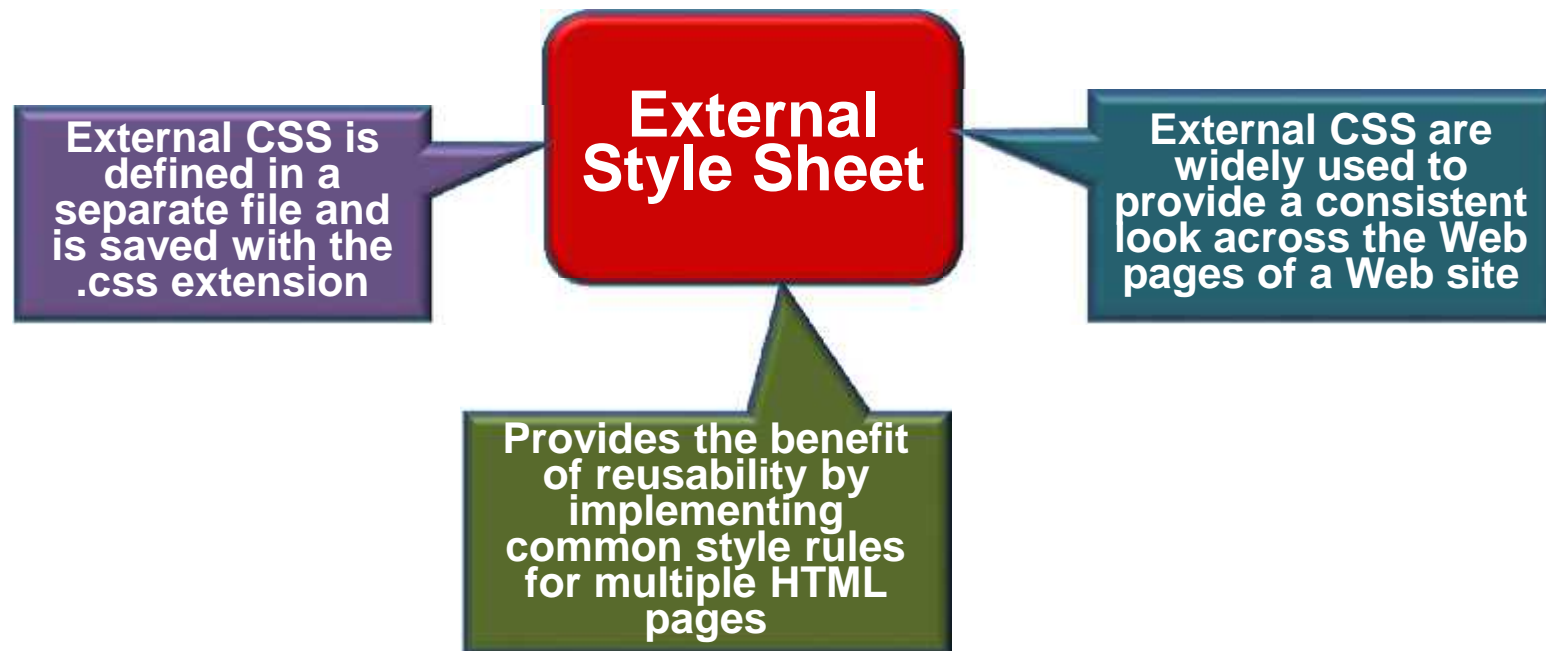 External
Style Sheet
External CSS is
defined in a
separate file and
is saved with the
.css extension
External CSS are
widely used to
provide a consistent
look across the Web
pages of a Web site
Provides the benefit
of reusability by
implementing
common style rules
for multiple HTML
pages